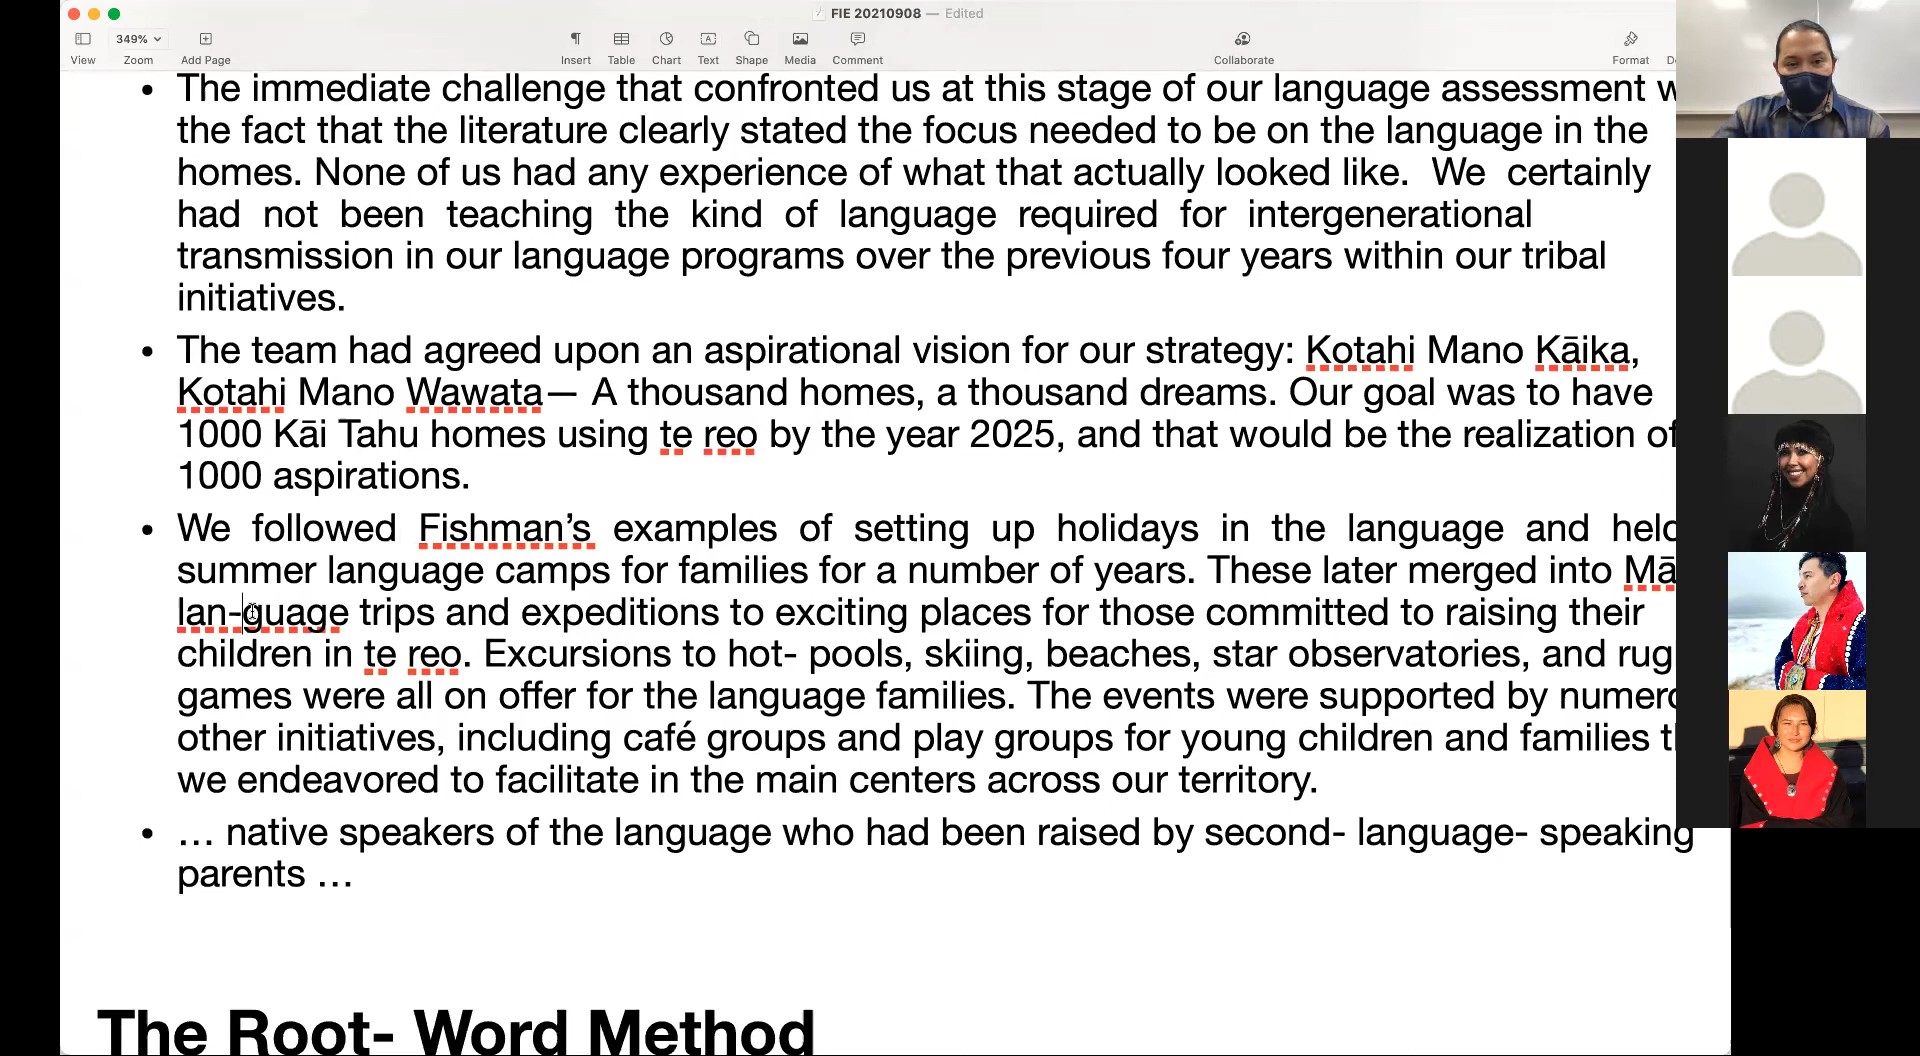 FIE 20210908 — Edited
349%
View Zoom Add Page Insert Table Chart Text Shape Media Comment Collaborate Format
• The immediate challenge that confronted us at this stage of our language assessment
the fact that the literature clearly stated the focus needed to be on the language in the
homes. None of us had any experience of what that actually looked like. We certainly
had not been teaching the kind of language required for intergenerational
transmission in our language programs over the previous four years within our tribal
initiatives.
• The team had agreed upon an aspirational vision for our strategy: Kotahi Mano Kāika,
Kotahi Mano Wawata— A thousand homes, a thousand dreams. Our goal was to have
1000 Kāi Tahu homes using te reo by the year 2025, and that would be the realization of
1000 aspirations.
• We followed Fishman’s examples of setting up holidays in the language and held
summer language camps for families for a number of years. These later merged into Mā
lan-guage trips and expeditions to exciting places for those committed to raising their
children in te reo. Excursions to hot- pools, skiing, beaches, star observatories, and rug
games were all on offer for the language families. The events were supported by numero
other initiatives, including café groups and play groups for young children and families
we endeavored to facilitate in the main centers across our territory.
• … native speakers of the language who had been raised by second- language- speaking
parents …
The Root- Word Method